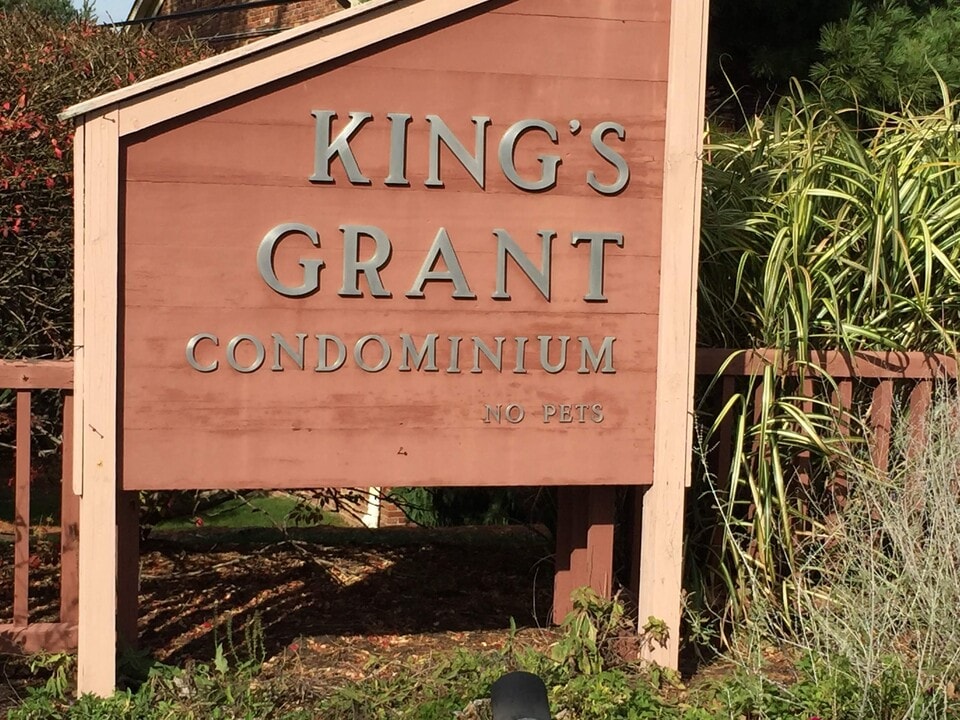 KING'S
GRANT
CONDOMINIUM
NO PETS